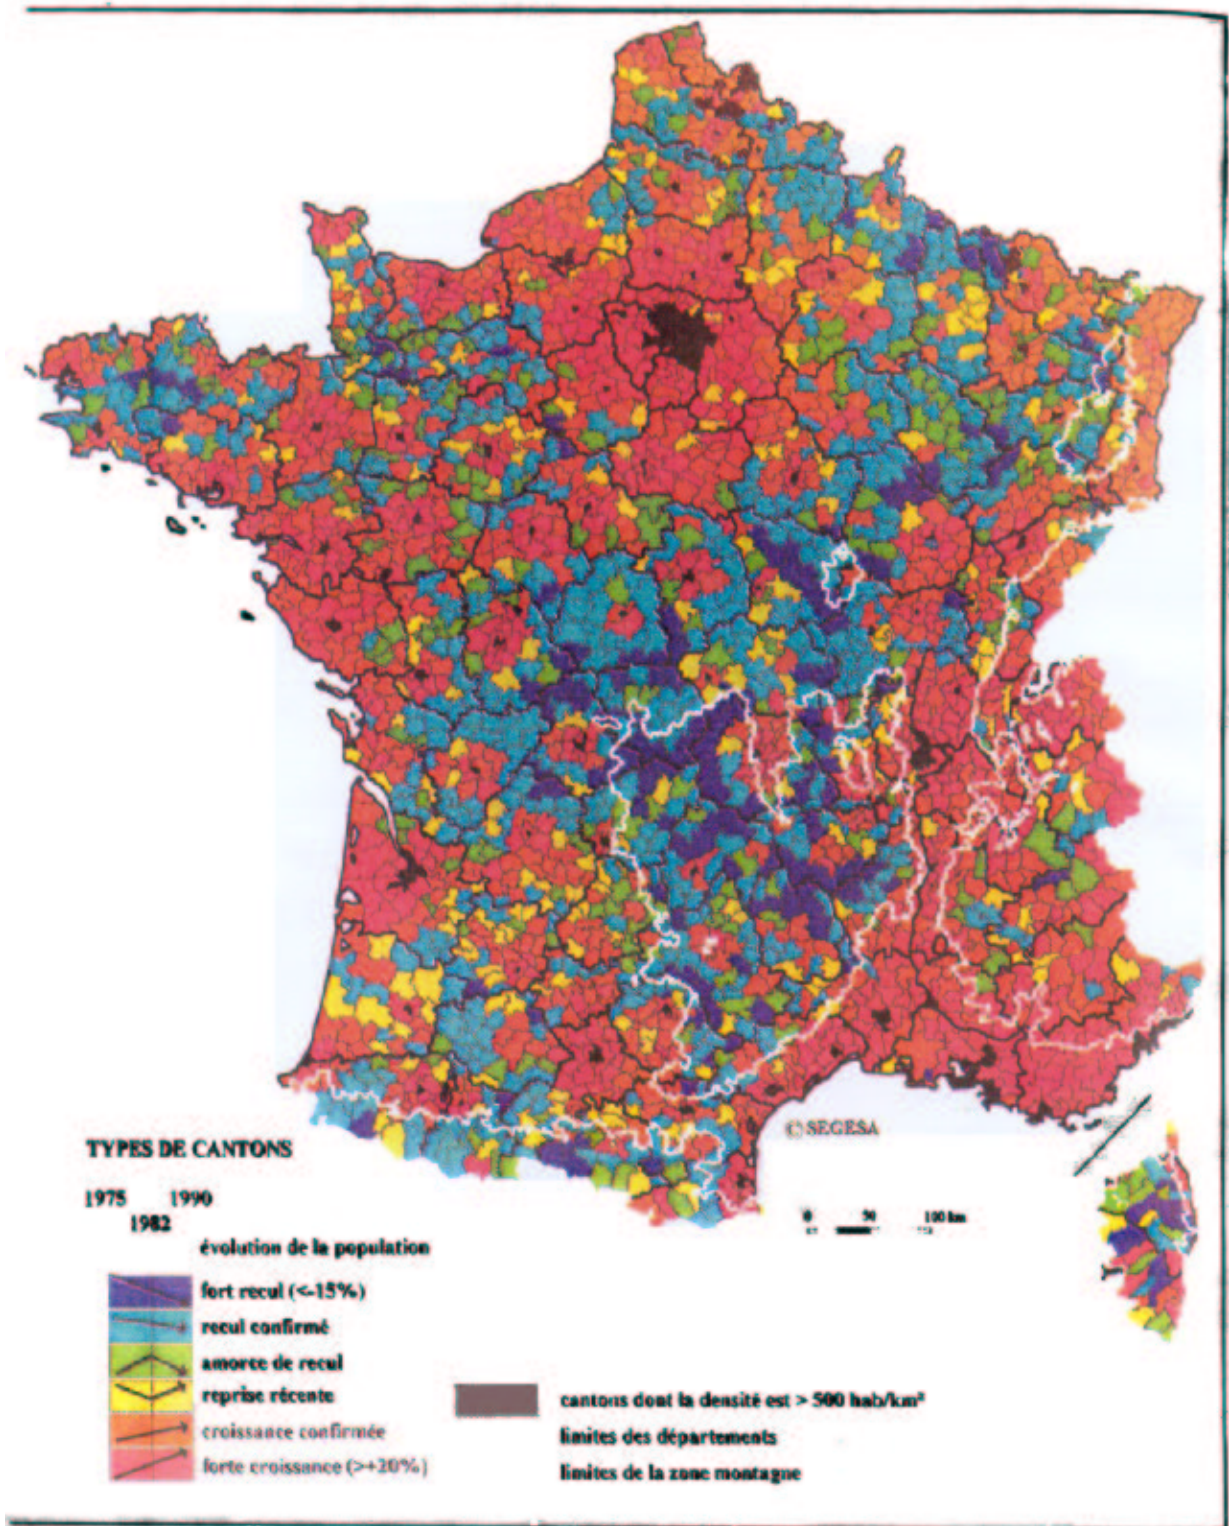 © SEGESA
TYPES DE CANTONS
1975 1990
1982
évolution de la population
fort recul (<-15%)
recul confirmé
amorce de recul
reprise récente
croissance confirmée
forte croissance (>+20%)
cantons dont la densité est > 500 hab/km²
limites des départements
limites de la zone montagne
0 50 100 km